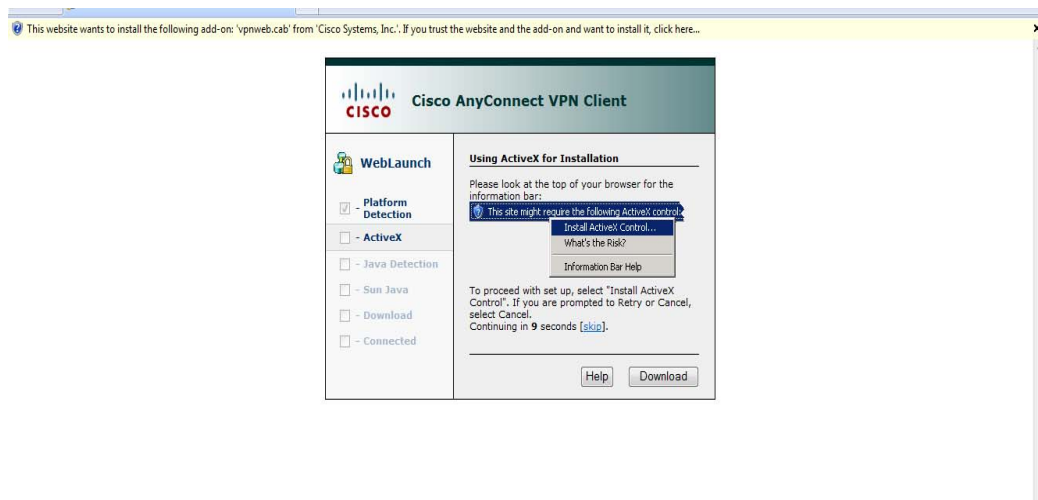 This website wants to install the following add-on: 'vpnweb.cab' from 'Cisco Systems, Inc.'. If you trust the website and the add-on and want to install it, click here...
CISCO
Cisco AnyConnect VPN Client
WebLaunch
- Platform
Detection
- ActiveX
- Java Detection
- Sun Java
- Download
- Connected
Using ActiveX for Installation
Please look at the top of your browser for the
information bar:
This site might require the following ActiveX control:
Install ActiveX Control...
What's the Risk?
Information Bar Help
To proceed with set up, select "Install ActiveX
Control". If you are prompted to Retry or Cancel,
select Cancel.
Continuing in 9 seconds [skip].
Help
Download